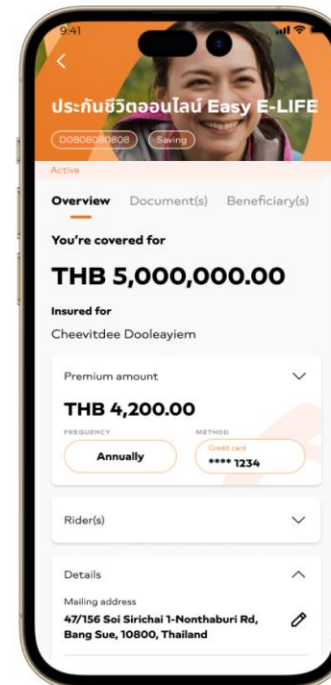 9:41
ประกันชีวิตออนไลน์ Easy E-LIFE
D0808080808 Saving
Active
Overview Document(s) Beneficiary(s)
You're covered for
THB 5,000,000.00
Insured for
Cheevitdee Dooleayiem
Premium amount
THB 4,200.00
FREQUENCY METHOD
Annually
Credit card
**** 1234
Rider(s)
Details
Mailing address
47/156 Soi Sirichai 1-Nonthaburi Rd,
Bang Sue, 10800, Thailand